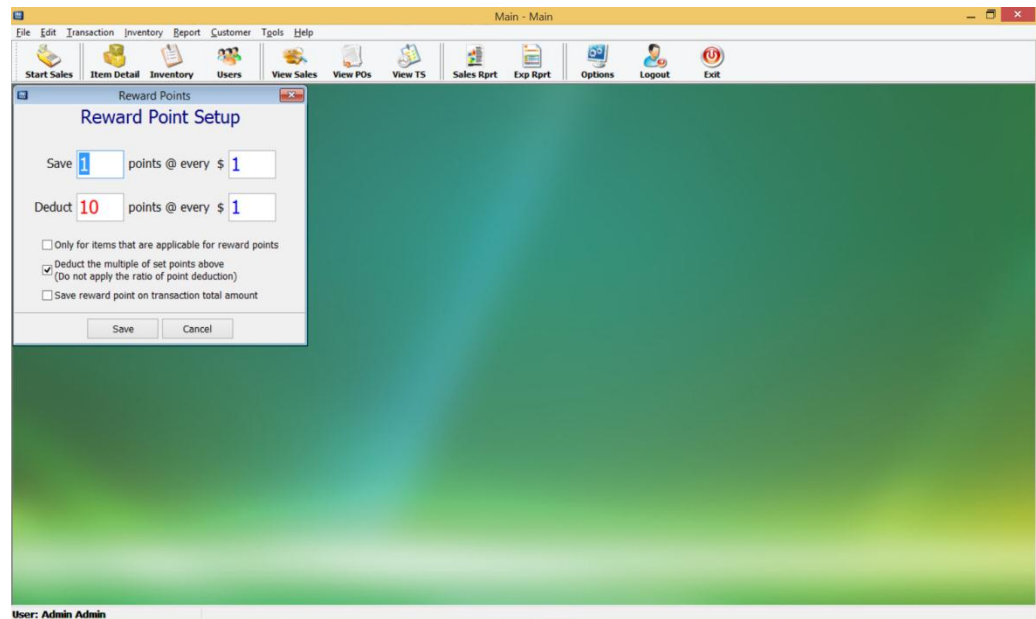 Main - Main
File Edit Transaction Inventory Report Customer Tools Help
Start Sales Item Detail Inventory Users View Sales View POs View TS Sales Rprt Exp Rprt Options Logout Exit
Reward Points
Reward Point Setup
Save 1 points @ every $ 1
Deduct 10 points @ every $ 1
Only for items that are applicable for reward points
Deduct the multiple of set points above
(Do not apply the ratio of point deduction)
Save reward point on transaction total amount
Save Cancel
User: Admin Admin